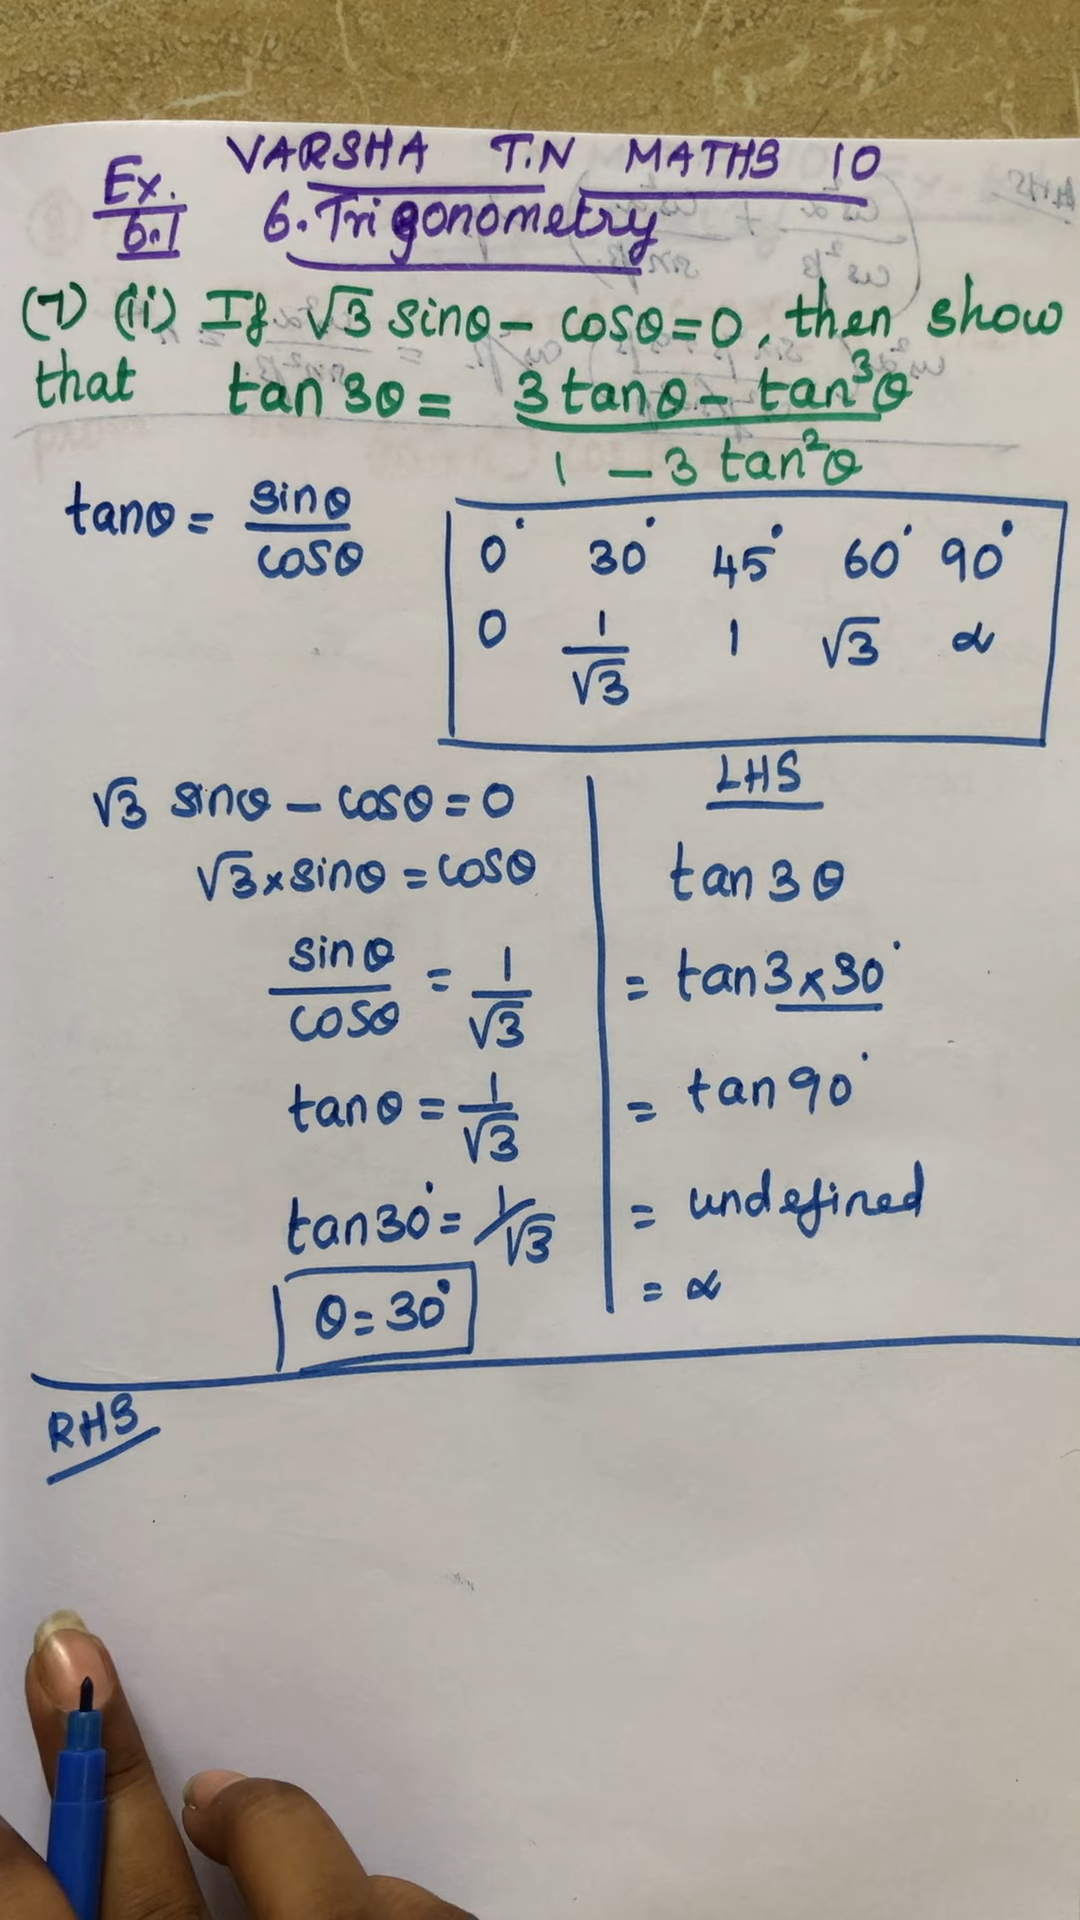 VARSHA T.N MATHS 10
Ex. 6.1
6. Trigonometry
(7) (ii) If √3 sinθ - cosθ = 0, then show
that tan 3θ = 3 tanθ - tan³θ
1 - 3 tan²θ
tanθ = sinθ
cosθ
0° 30° 45° 60° 90°
0 1/√3 1 √3 ∝
√3 sinθ - cosθ = 0
√3 × sinθ = cosθ
sinθ/cosθ = 1/√3
tanθ = 1/√3
tan 30° = 1/√3
θ = 30°
LHS
tan 3θ
= tan 3×30°
= tan 90°
= undefined
= ∝
RHS